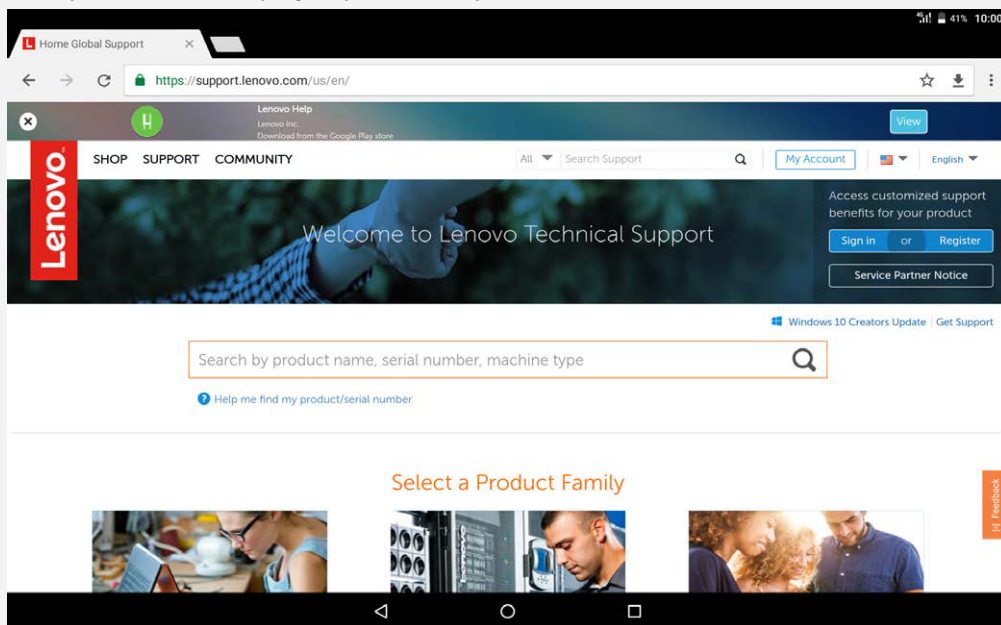 41% 10:00
Home Global Support
https://support.lenovo.com/us/en/
Lenovo Help
Lenovo Inc.
Download from the Google Play store
View
Lenovo
SHOP SUPPORT COMMUNITY
All Search Support
My Account
English
Welcome to Lenovo Technical Support
Access customized support
benefits for your product
Sign in or Register
Service Partner Notice
Windows 10 Creators Update Get Support
Search by product name, serial number, machine type
Help me find my product/serial number
Select a Product Family
[+] Feedback